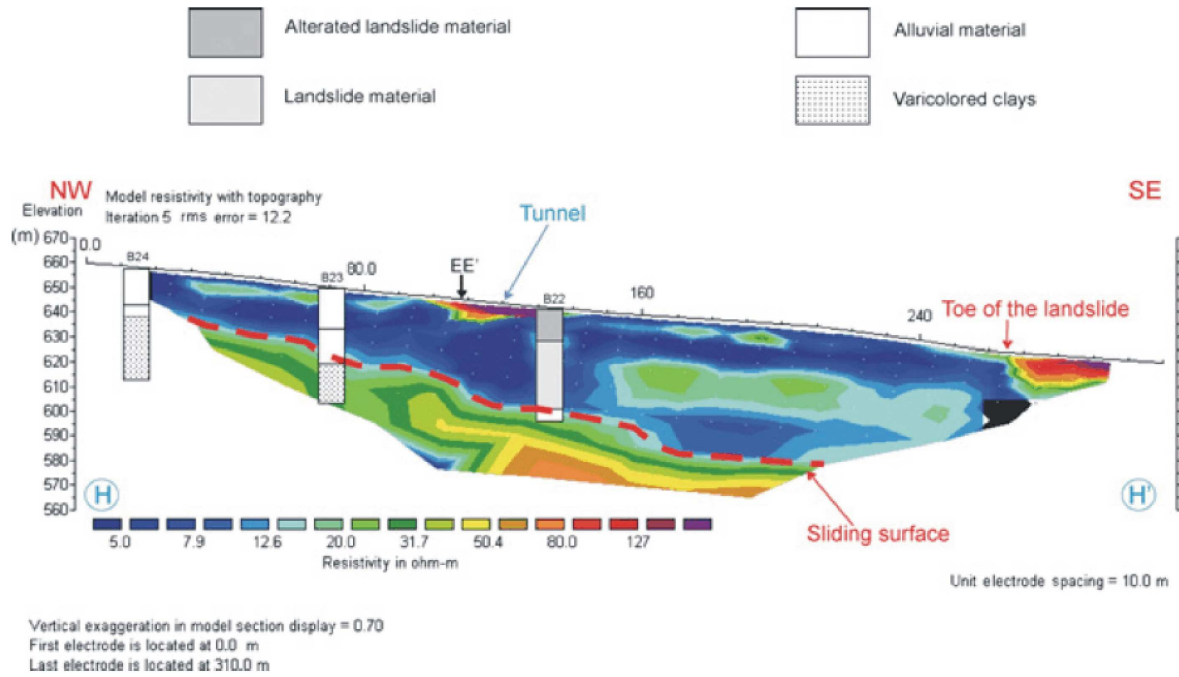 Alterated landslide material
Alluvial material
Landslide material
Varicolored clays
NW
Model resistivity with topography
SE
Elevation
Iteration 5 rms error = 12.2
Tunnel
(m)
670
660
650
640
630
620
610
600
590
580
570
560
0.0
B24
B23
80.0
EE'
B22
160
240
Toe of the landslide
H
H'
Sliding surface
5.0 7.9 12.6 20.0 31.7 50.4 80.0 127
Resistivity in ohm-m
Unit electrode spacing = 10.0 m
Vertical exaggeration in model section display = 0.70
First electrode is located at 0.0 m
Last electrode is located at 310.0 m